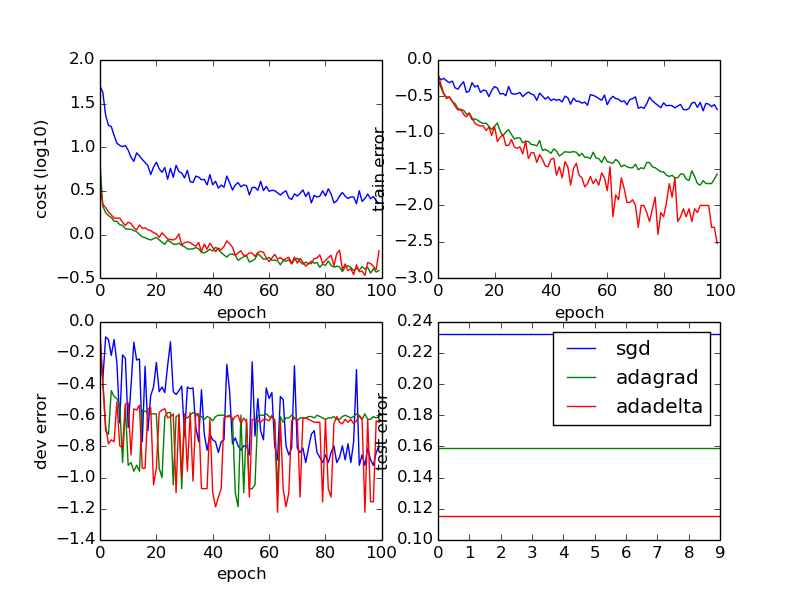 2.0
1.5
1.0
0.5
0.0
−0.5
0 20 40 60 80 100
cost (log10)
epoch
0.0
−0.5
−1.0
−1.5
−2.0
−2.5
−3.0
0 20 40 60 80 100
train error
epoch
0.0
−0.2
−0.4
−0.6
−0.8
−1.0
−1.2
−1.4
0 20 40 60 80 100
dev error
epoch
0.24
0.22
0.20
0.18
0.16
0.14
0.12
0.10
0 1 2 3 4 5 6 7 8 9
test error
sgd
adagrad
adadelta